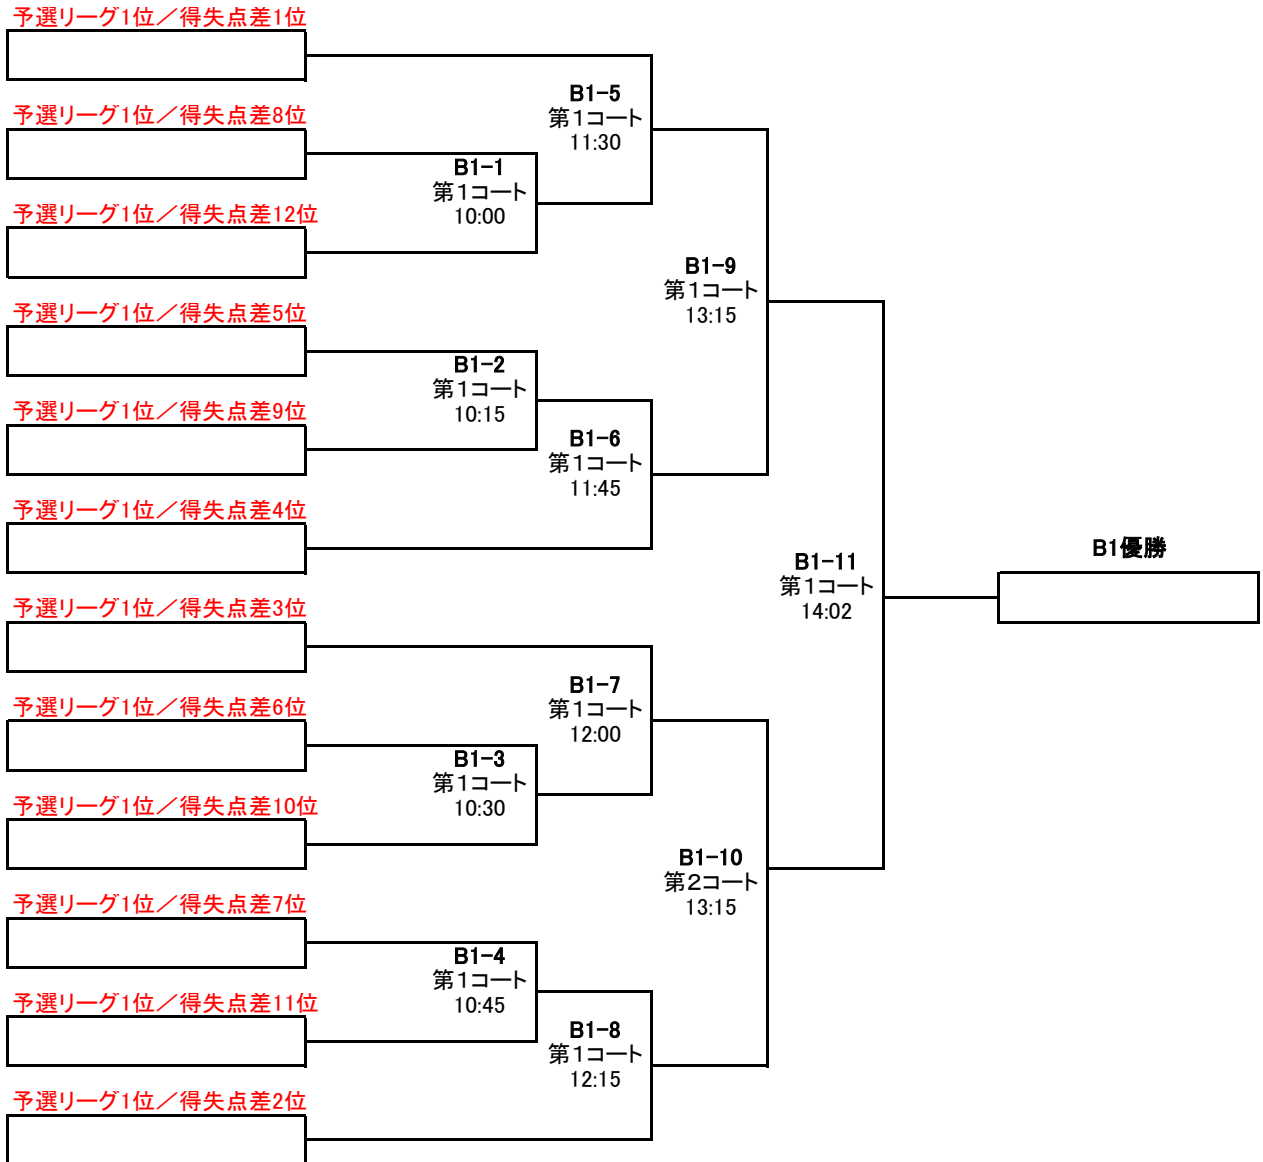 予選リーグ1位／得失点差1位
B1-5
第１コート
11:30
予選リーグ1位／得失点差8位
B1-1
第１コート
10:00
予選リーグ1位／得失点差12位
B1-9
第１コート
13:15
予選リーグ1位／得失点差5位
B1-2
第１コート
10:15
予選リーグ1位／得失点差9位
B1-6
第１コート
11:45
予選リーグ1位／得失点差4位
B1優勝
B1-11
第１コート
14:02
予選リーグ1位／得失点差3位
B1-7
第１コート
12:00
予選リーグ1位／得失点差6位
B1-3
第１コート
10:30
予選リーグ1位／得失点差10位
B1-10
第２コート
13:15
予選リーグ1位／得失点差7位
B1-4
第１コート
10:45
予選リーグ1位／得失点差11位
B1-8
第１コート
12:15
予選リーグ1位／得失点差2位